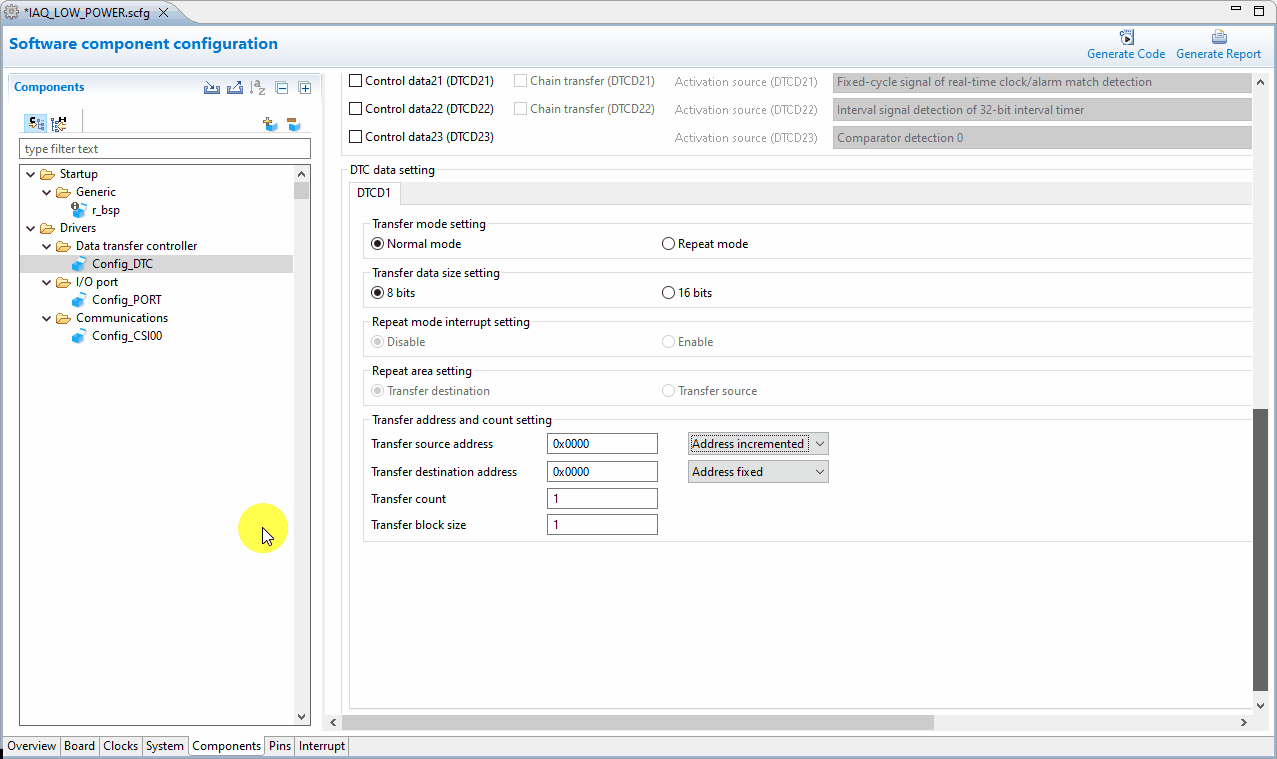 *IAQ_LOW_POWER.scfg
Software component configuration
Generate Code
Generate Report
Components
type filter text
Startup
Generic
r_bsp
Drivers
Data transfer controller
Config_DTC
I/O port
Config_PORT
Communications
Config_CSI00
Control data21 (DTCD21) Chain transfer (DTCD21) Activation source (DTCD21) Fixed-cycle signal of real-time clock/alarm match detection
Control data22 (DTCD22) Chain transfer (DTCD22) Activation source (DTCD22) Interval signal detection of 32-bit interval timer
Control data23 (DTCD23) Activation source (DTCD23) Comparator detection 0
DTC data setting
DTCD1
Transfer mode setting
Normal mode Repeat mode
Transfer data size setting
8 bits 16 bits
Repeat mode interrupt setting
Disable Enable
Repeat area setting
Transfer destination Transfer source
Transfer address and count setting
Transfer source address 0x0000 Address incremented
Transfer destination address 0x0000 Address fixed
Transfer count 1
Transfer block size 1
Overview Board Clocks System Components Pins Interrupt